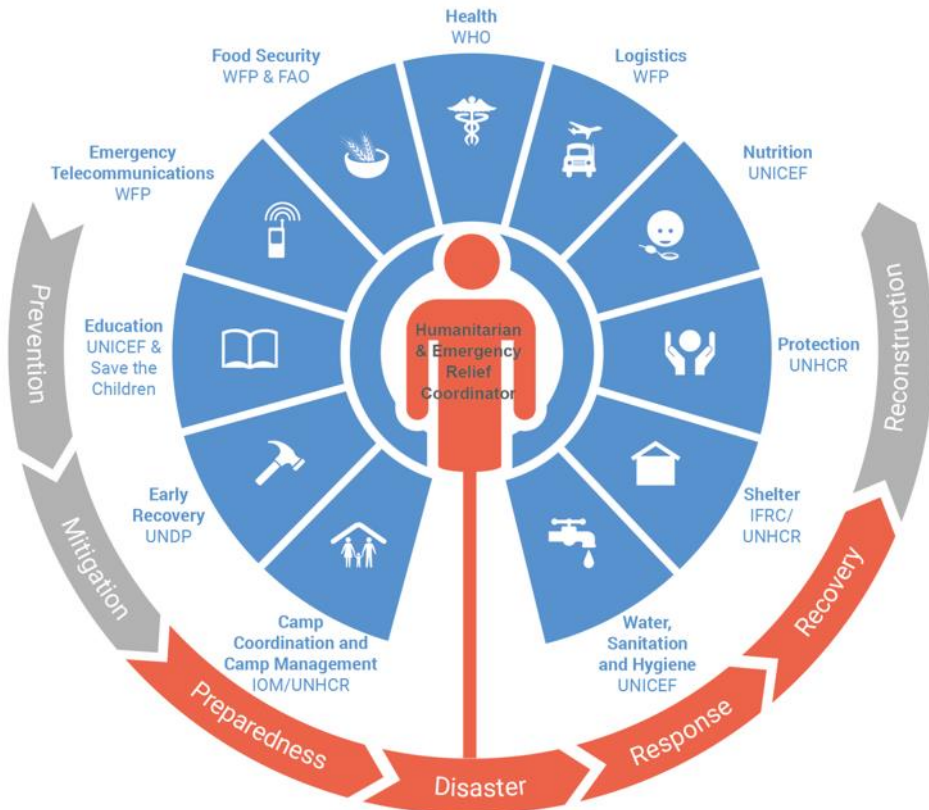 Health
WHO
Food Security
WFP & FAO
Logistics
WFP
Emergency
Telecommunications
WFP
Nutrition
UNICEF
Education
UNICEF &
Save the
Children
Humanitarian
& Emergency
Relief
Coordinator
Protection
UNHCR
Early
Recovery
UNDP
Shelter
IFRC/
UNHCR
Camp
Coordination and
Camp Management
IOM/UNHCR
Water,
Sanitation
and Hygiene
UNICEF
Prevention
Mitigation
Preparedness
Disaster
Response
Recovery
Reconstruction